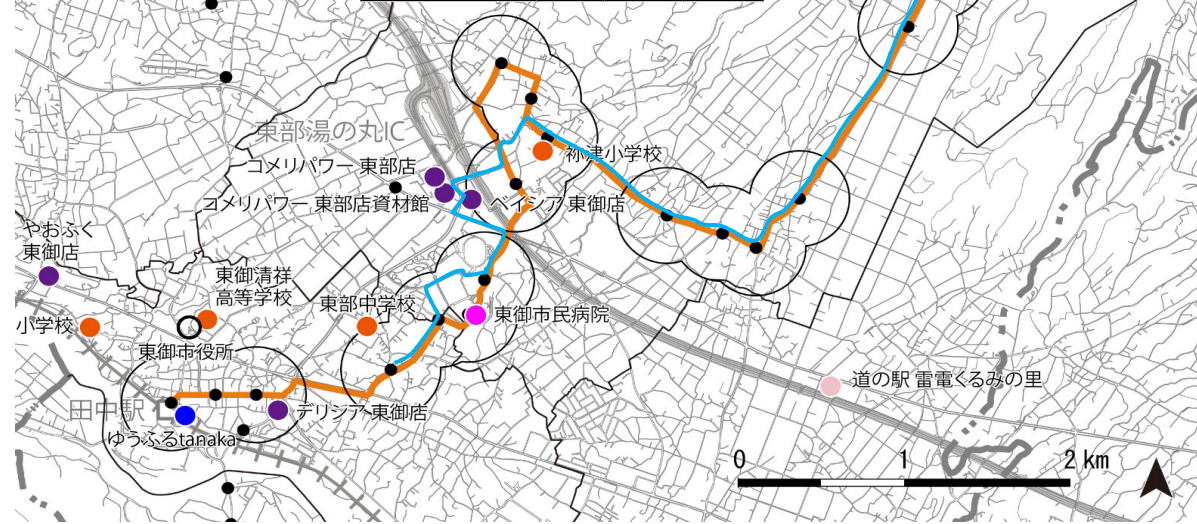 東部湯の丸IC
コメリパワー 東部店
祢津小学校
コメリパワー 東部店資材館
ベイシア 東御店
やおふく
東御店
東御清祥
高等学校
東部中学校
東御市民病院
小学校
東御市役所
道の駅 雷電くるみの里
田中駅
デリシア 東御店
ゆうふるtanaka
0 1 2 km